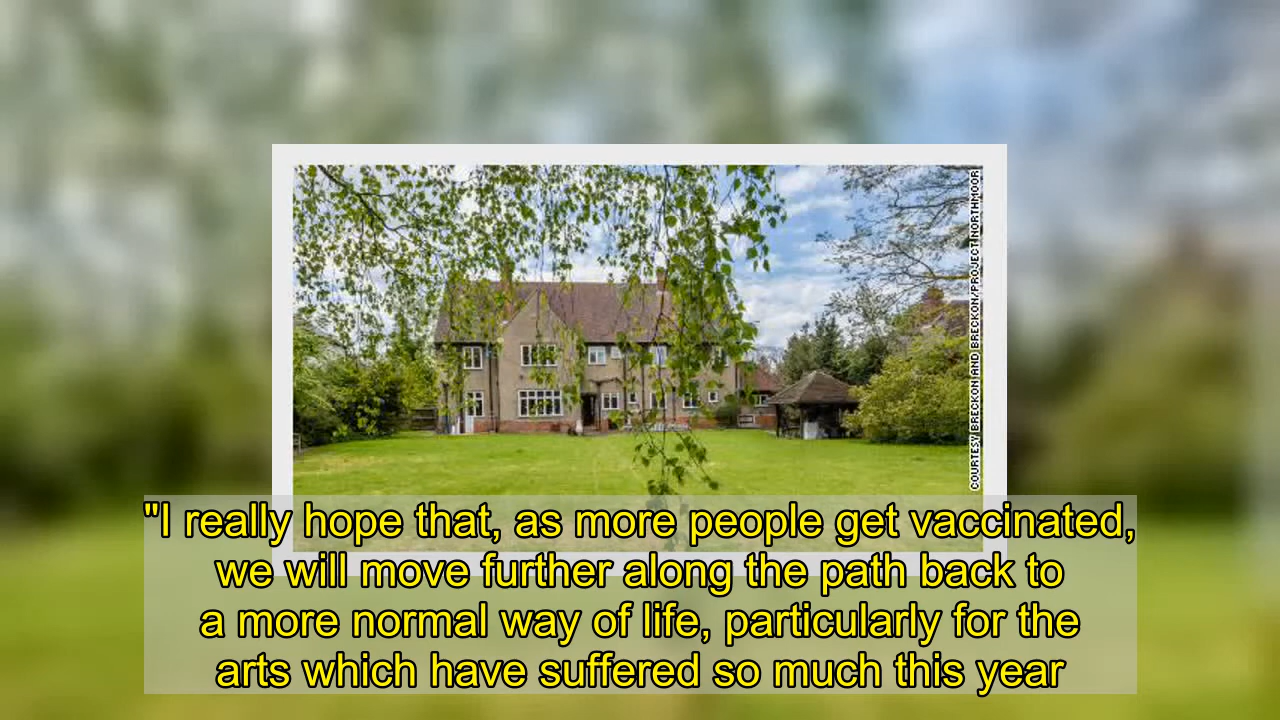 COURTESY BRECKON AND BRECKON/PROJECT NORTHMOOR
"I really hope that, as more people get vaccinated,
we will move further along the path back to
a more normal way of life, particularly for the
arts which have suffered so much this year